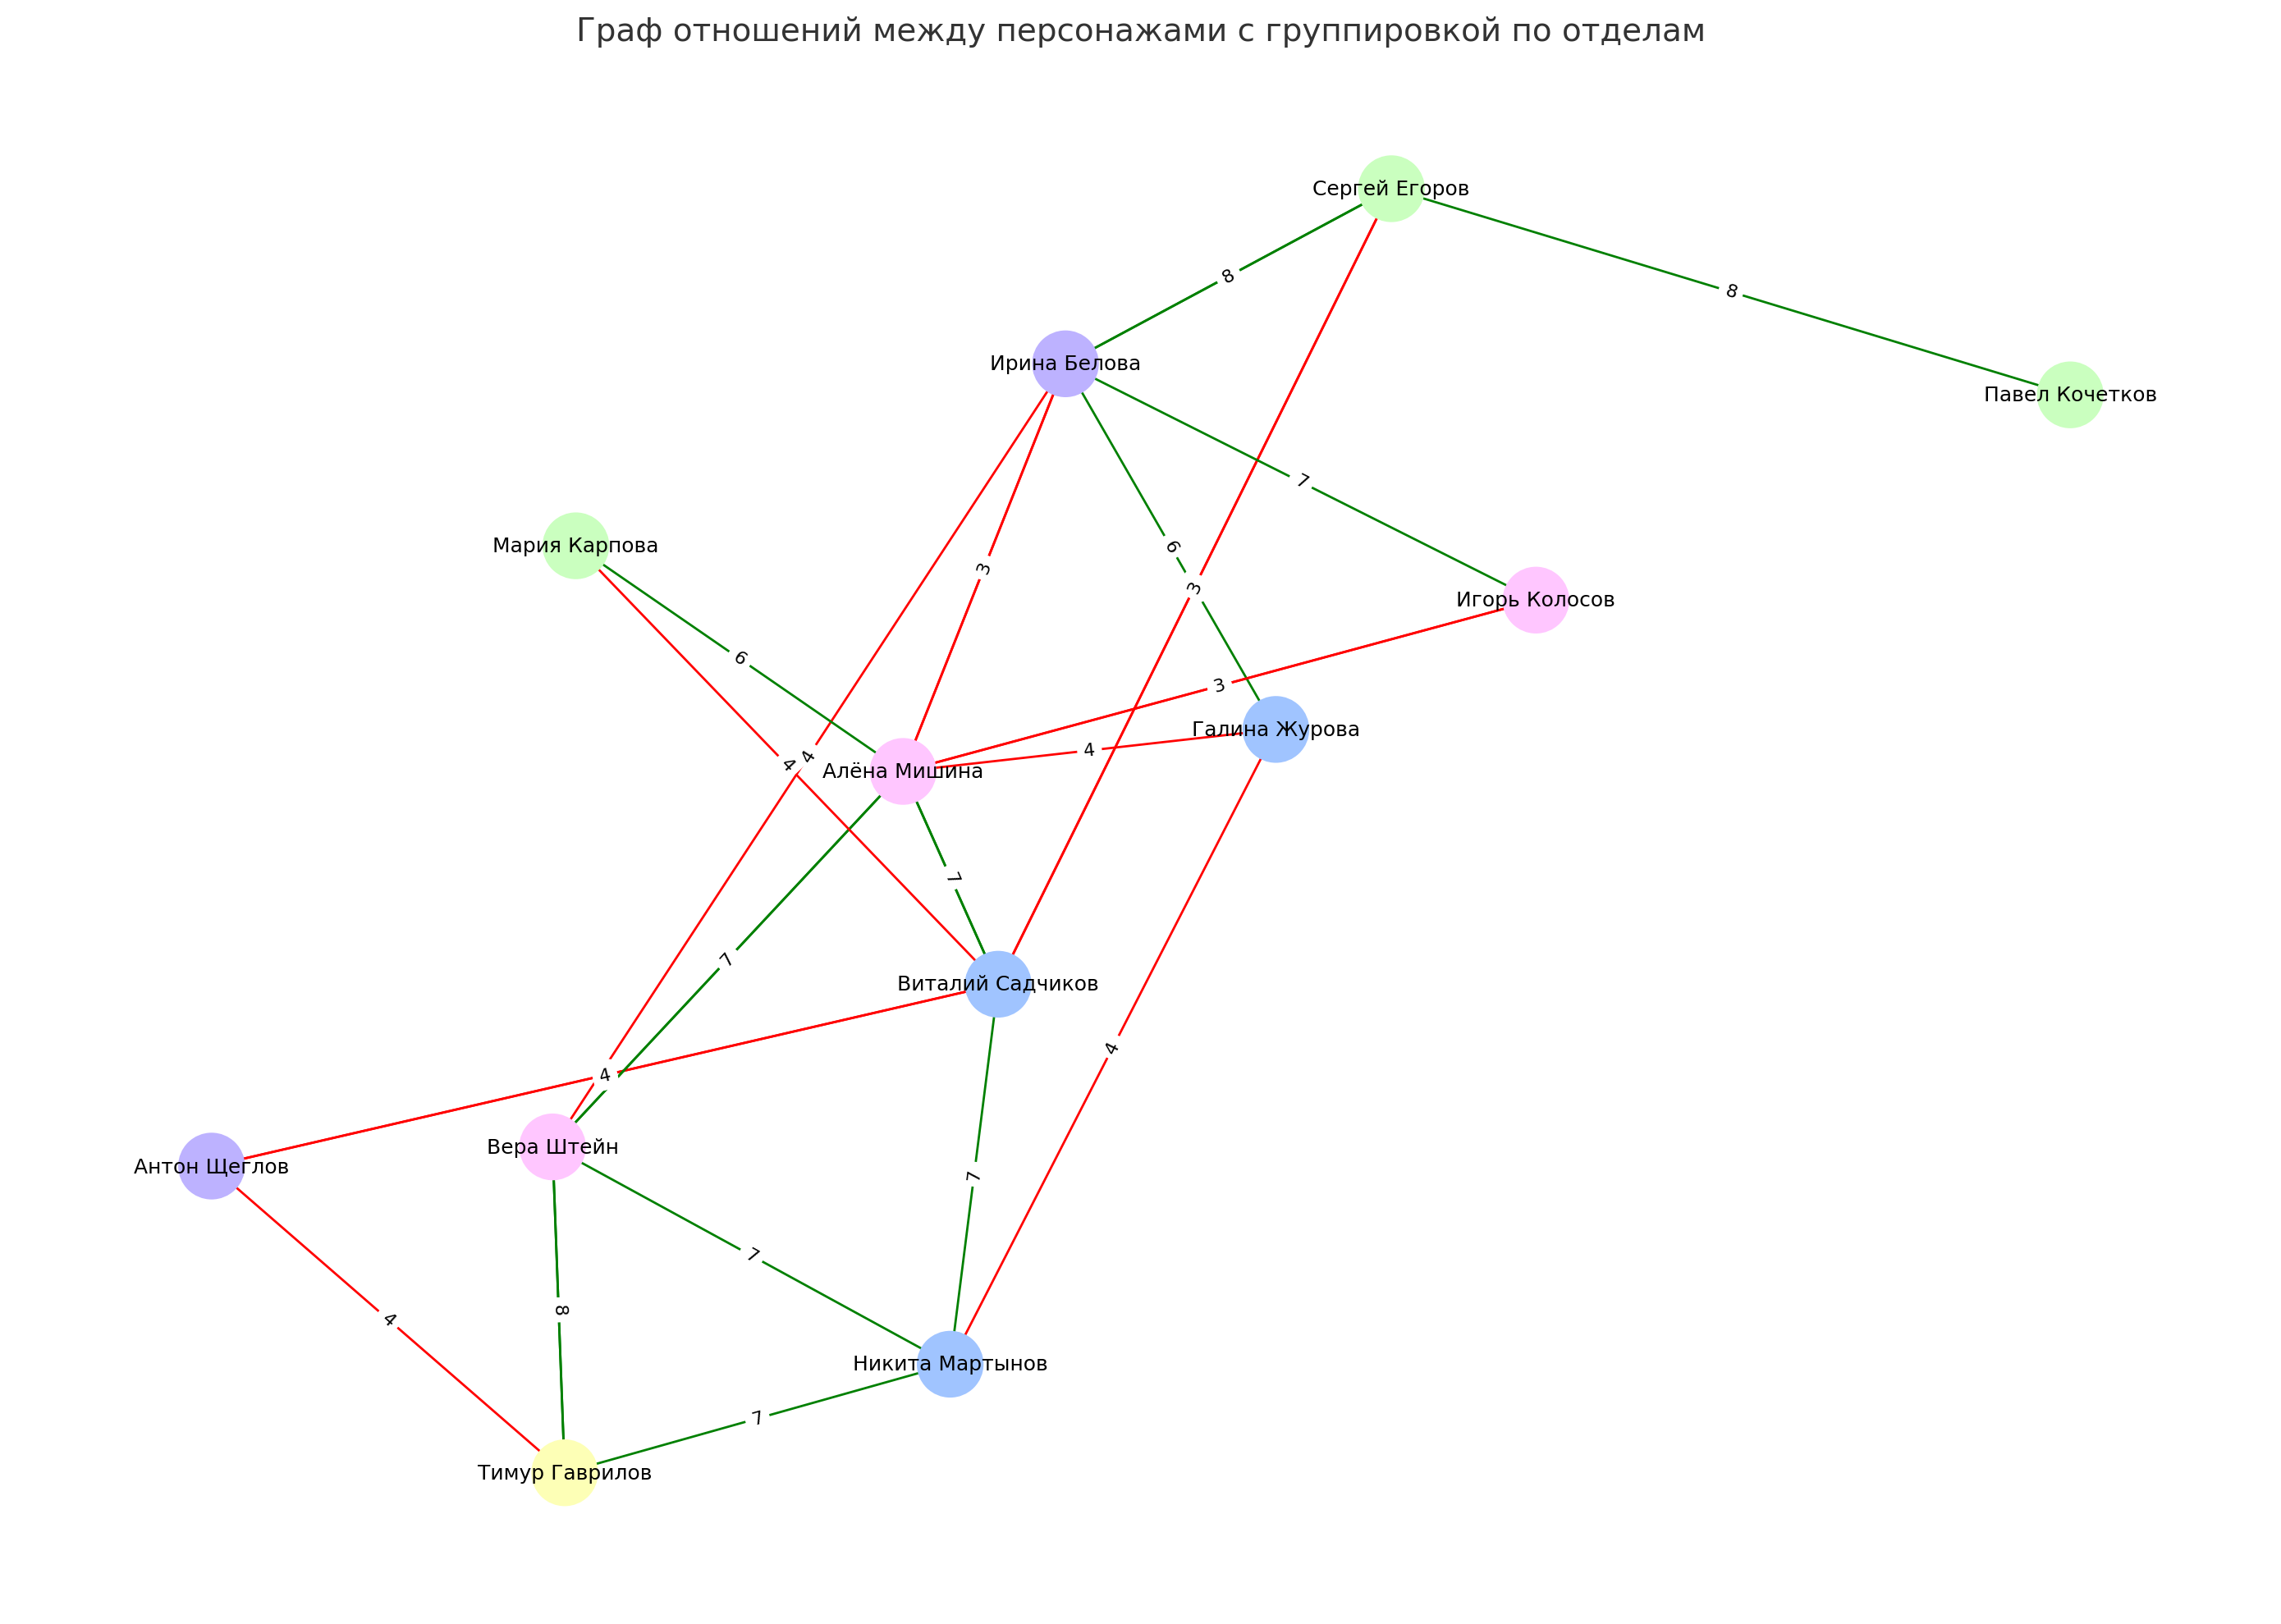 Граф отношений между персонажами с группировкой по отделам
Сергей Егоров
8
8
Ирина Белова
Павел Кочетков
7
Мария Карпова
6
3
3
Игорь Колосов
6
3
Галина Журова
4
4
4
Алёна Мишина
7
7
Виталий Садчиков
4
4
Вера Штейн
Антон Щеглов
7
7
8
4
Никита Мартынов
7
Тимур Гаврилов